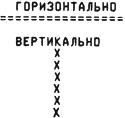 ГОРИЗОНТАЛЬНО
=============
ВЕРТИКАЛЬНО
X
X
X
X
X
X